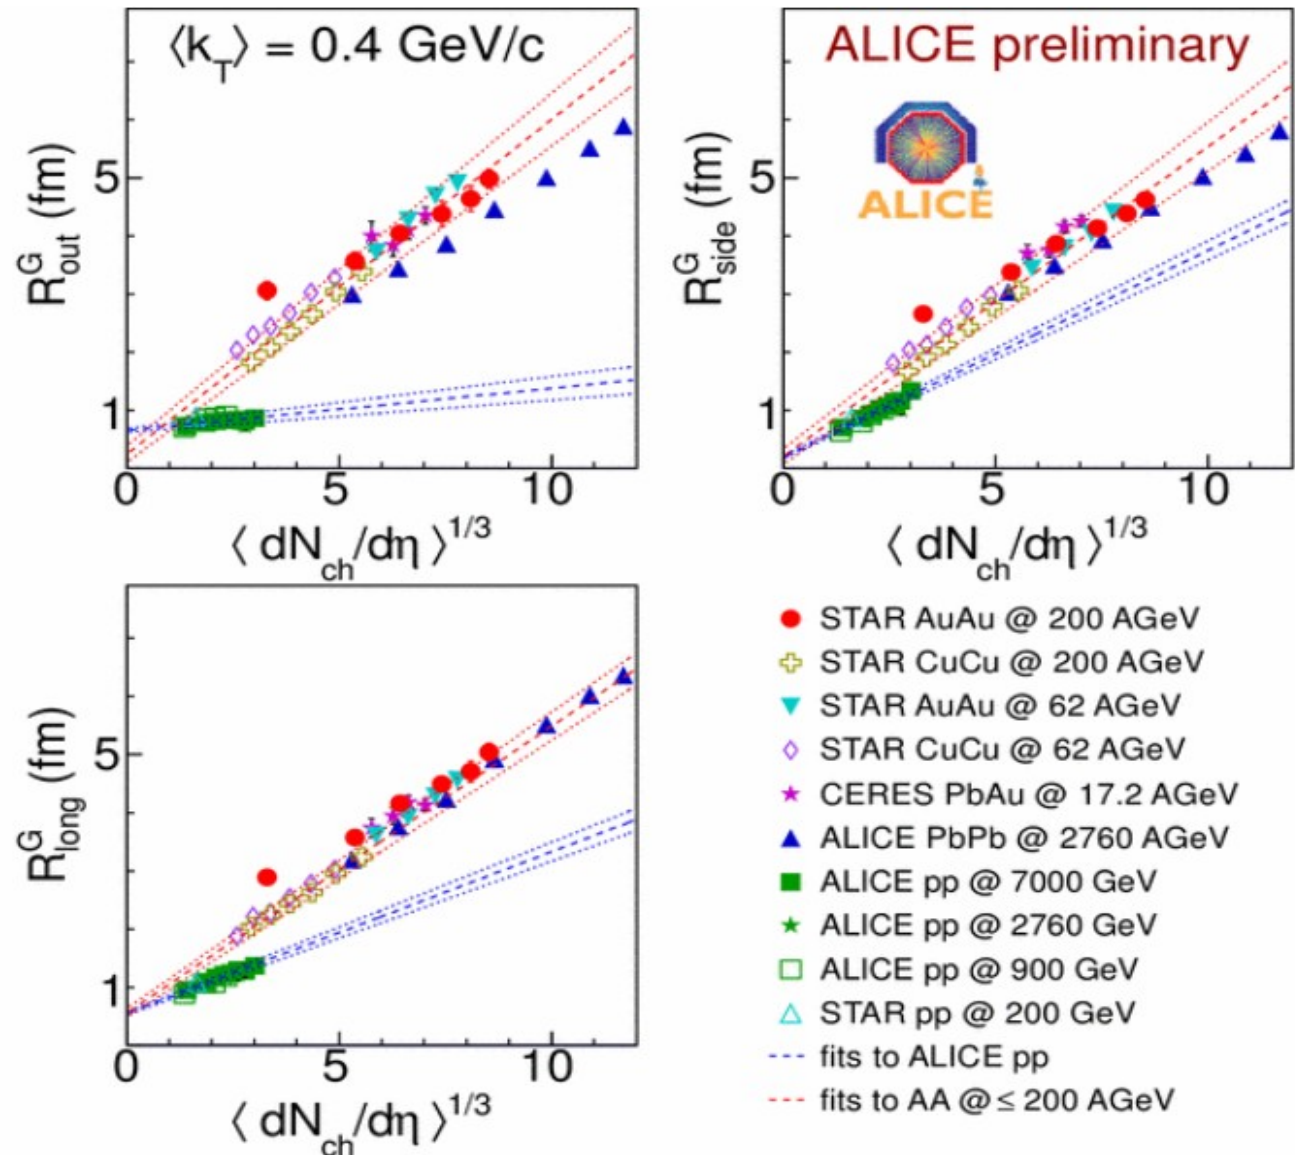 ⟨k_T⟩ = 0.4 GeV/c
R^G_out (fm)
5
1
0 5 10
⟨ dN_ch/dη ⟩^1/3
ALICE preliminary
ALICE
R^G_side (fm)
5
1
0 5 10
⟨ dN_ch/dη ⟩^1/3
R^G_long (fm)
5
1
0 5 10
⟨ dN_ch/dη ⟩^1/3
STAR AuAu @ 200 AGeV
STAR CuCu @ 200 AGeV
STAR AuAu @ 62 AGeV
STAR CuCu @ 62 AGeV
CERES PbAu @ 17.2 AGeV
ALICE PbPb @ 2760 AGeV
ALICE pp @ 7000 GeV
ALICE pp @ 2760 GeV
ALICE pp @ 900 GeV
STAR pp @ 200 GeV
fits to ALICE pp
fits to AA @ ≤ 200 AGeV